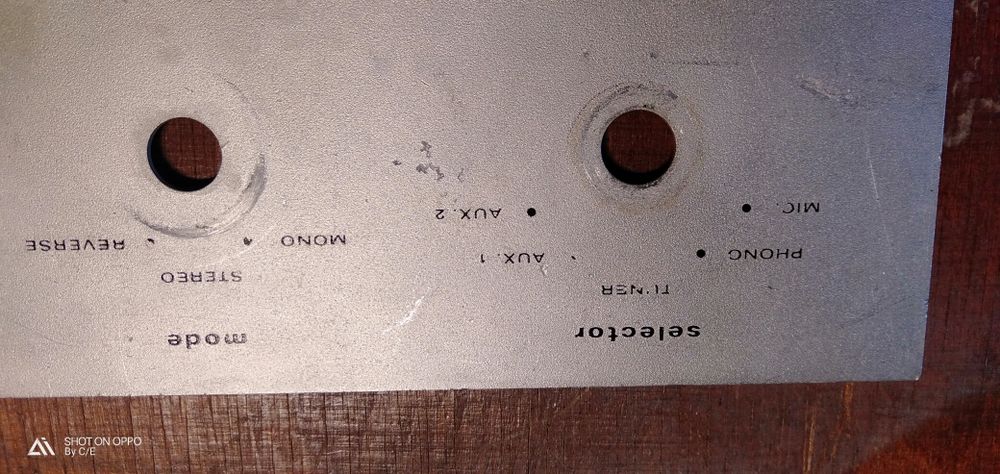 selector
TUNER
PHONO
AUX. 1
MIC.
AUX. 2
mode
STEREO
MONO
REVERSE
SHOT ON OPPO
By C/E